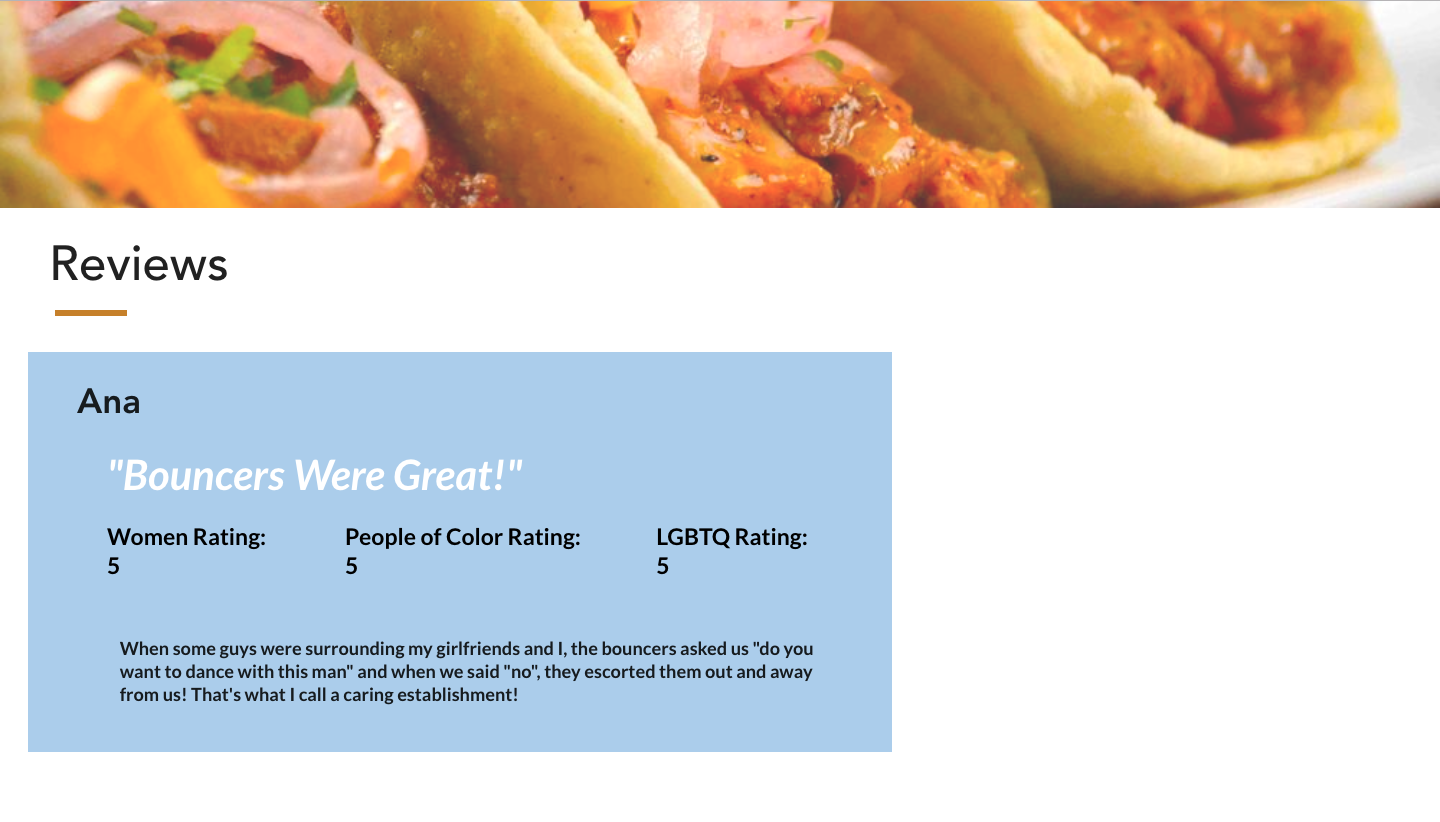 Reviews
Ana
"Bouncers Were Great!"
Women Rating:
5
People of Color Rating:
5
LGBTQ Rating:
5
When some guys were surrounding my girlfriends and I, the bouncers asked us "do you
want to dance with this man" and when we said "no", they escorted them out and away
from us! That's what I call a caring establishment!